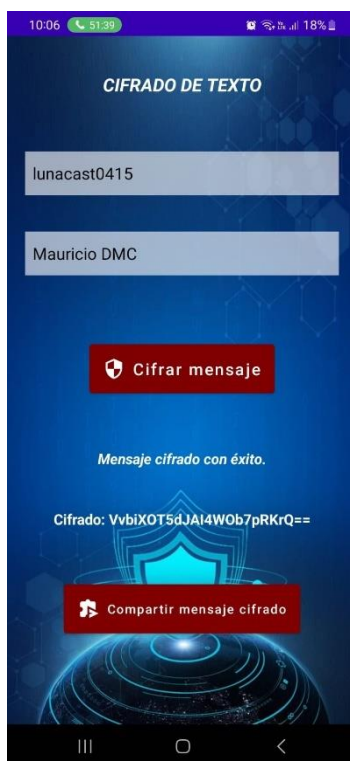 10:06 51:39 18%
CIFRADO DE TEXTO
lunacast0415
Mauricio DMC
Cifrar mensaje
Mensaje cifrado con éxito.
Cifrado: VvbiXOT5dJAI4WOb7pRKrQ==
Compartir mensaje cifrado